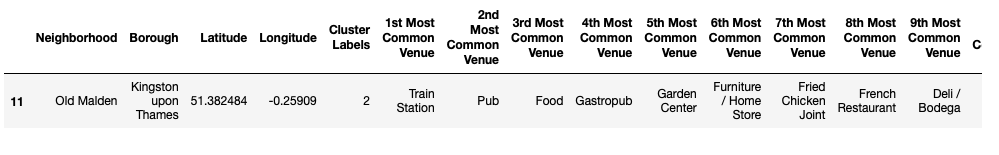 Neighborhood
Borough
Latitude
Longitude
Cluster
Labels
1st Most
Common
Venue
2nd
Most
Common
Venue
3rd Most
Common
Venue
4th Most
Common
Venue
5th Most
Common
Venue
6th Most
Common
Venue
7th Most
Common
Venue
8th Most
Common
Venue
9th Most
Common
Venue
11
Old Malden
Kingston
upon
Thames
51.382484
-0.25909
2
Train
Station
Pub
Food
Gastropub
Garden
Center
Furniture
/ Home
Store
Fried
Chicken
Joint
French
Restaurant
Deli /
Bodega